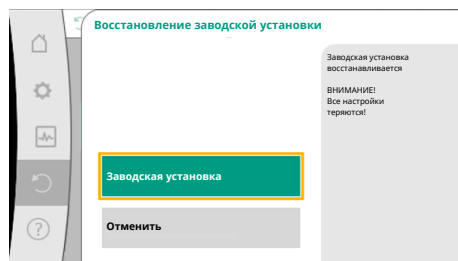 Восстановление заводской установки
Заводская установка
восстанавливается
ВНИМАНИЕ!
Все настройки
теряются!
Заводская установка
Отменить